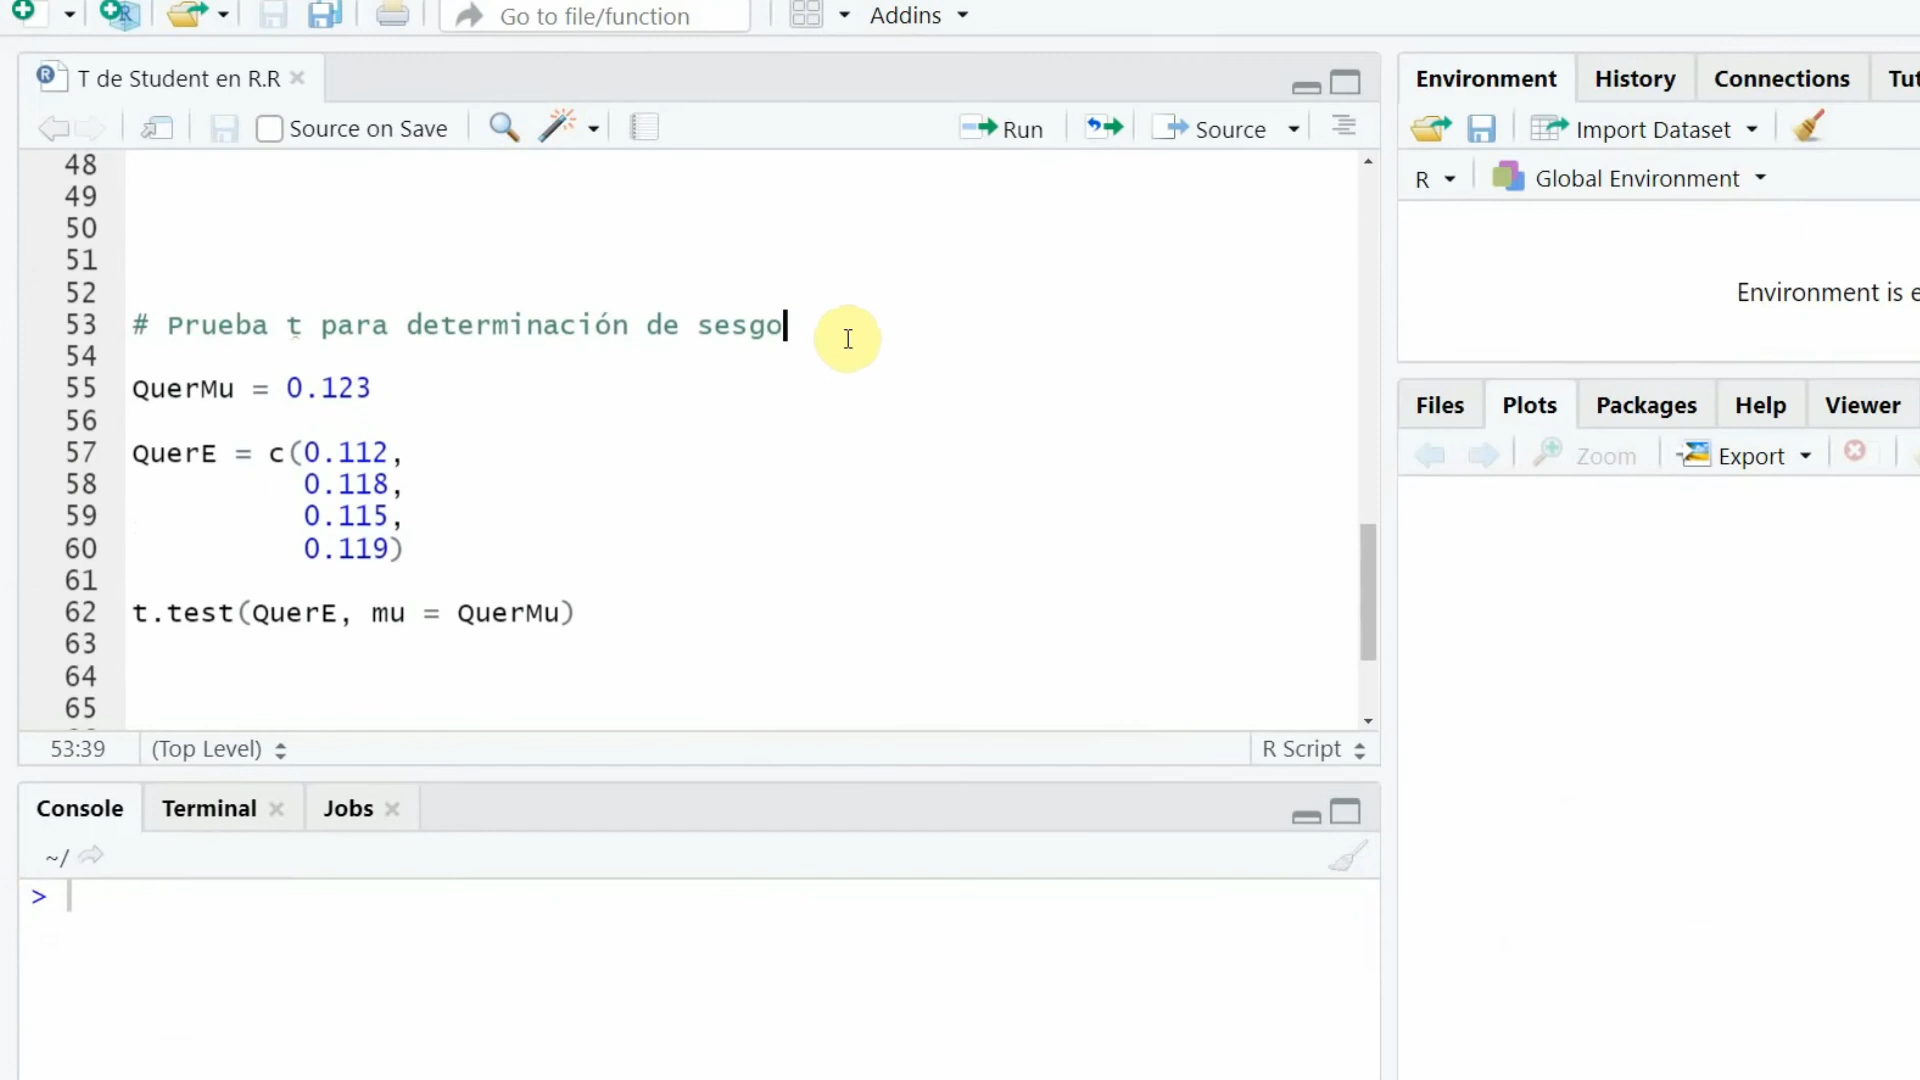 Go to file/function
Addins
T de Student en R.R
Source on Save
Run
Source
48
49
50
51
52
53 # Prueba t para determinación de sesgo
54
55 QuerMu = 0.123
56
57 QuerE = c(0.112,
58 0.118,
59 0.115,
60 0.119)
61
62 t.test(QuerE, mu = QuerMu)
63
64
65
53:39 (Top Level) R Script
Console Terminal Jobs
~/
>
Environment History Connections Tut
Import Dataset
R Global Environment
Environment is e
Files Plots Packages Help Viewer
Zoom Export